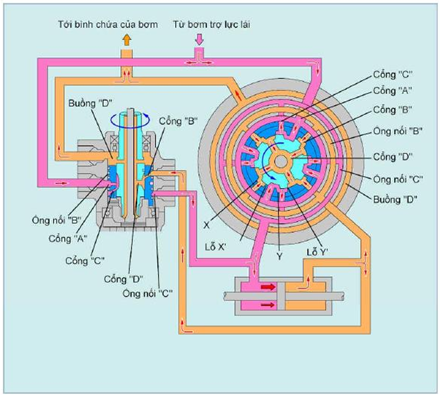 Tới bình chứa của bơm
Từ bơm trợ lực lái
Cổng "C"
Cổng "A"
Cổng "B"
Ống nối "B"
Cổng "D"
Ống nối "C"
Buồng "D"
Buồng "D"
Cổng "B"
Ống nối "B"
Cổng "A"
Cổng "C"
Cổng "D"
Ống nối "C"
X
Lỗ X'
Y
Lỗ Y'